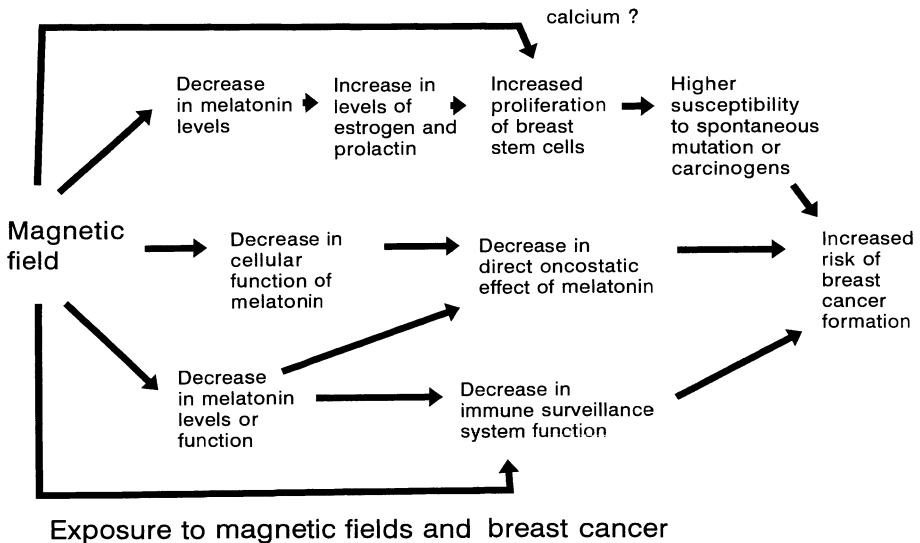 calcium ?
Decrease
in melatonin
levels
Increase in
levels of
estrogen and
prolactin
Increased
proliferation
of breast
stem cells
Higher
susceptibility
to spontaneous
mutation or
carcinogens
Magnetic
field
Decrease in
cellular
function of
melatonin
Decrease in
direct oncostatic
effect of melatonin
Increased
risk of
breast
cancer
formation
Decrease
in melatonin
levels or
function
Decrease in
immune surveillance
system function
Exposure to magnetic fields and breast cancer